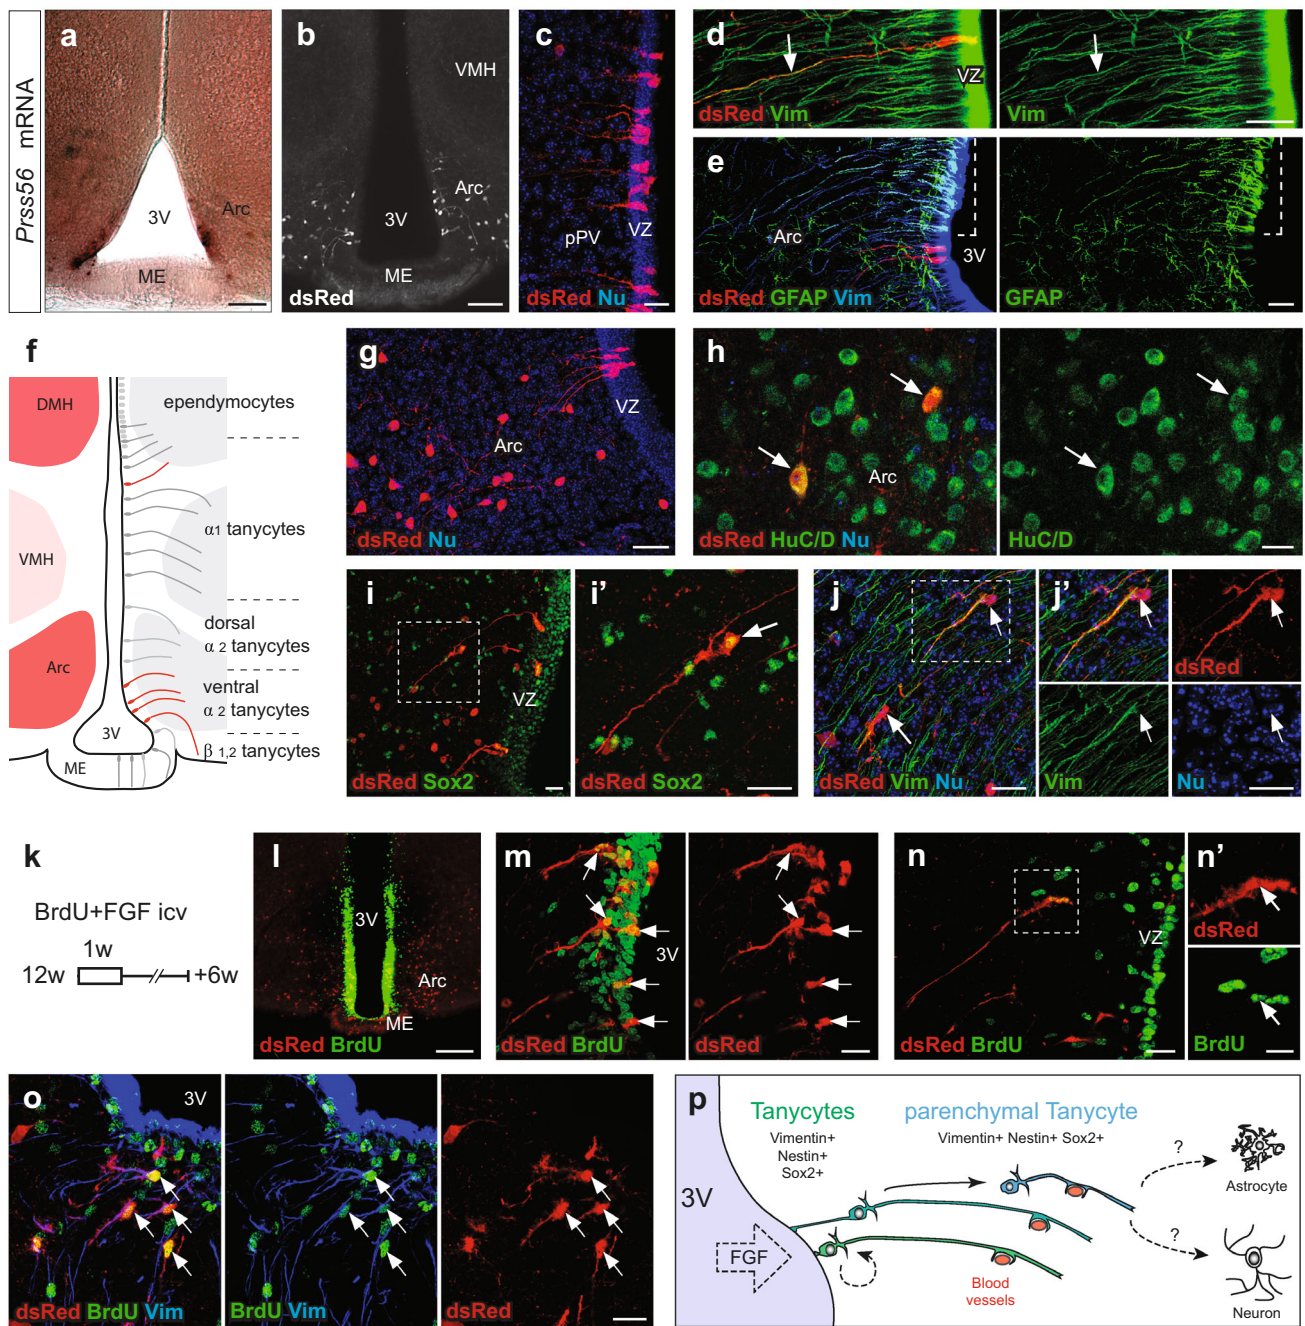 Prss56 mRNA
a
3V
Arc
ME
b
VMH
Arc
3V
ME
dsRed
c
pPV
VZ
dsRed Nu
d
VZ
dsRed Vim
Vim
e
Arc
3V
dsRed GFAP Vim
GFAP
f
DMH
ependymocytes
α1 tanycytes
VMH
dorsal
α 2 tanycytes
Arc
ventral
α 2 tanycytes
3V
β 1,2 tanycytes
ME
g
VZ
Arc
dsRed Nu
h
Arc
dsRed HuC/D Nu
HuC/D
i
VZ
dsRed Sox2
i'
dsRed Sox2
j
dsRed Vim Nu
j'
dsRed
Vim
Nu
k
BrdU+FGF icv
1w
12w
+6w
l
3V
Arc
ME
dsRed BrdU
m
3V
dsRed BrdU
dsRed
n
VZ
dsRed BrdU
n'
dsRed
BrdU
o
3V
dsRed BrdU Vim
BrdU Vim
dsRed
p
Tanycytes
Vimentin+
Nestin+
Sox2+
parenchymal Tanycyte
Vimentin+ Nestin+ Sox2+
?
Astrocyte
3V
FGF
?
Blood
vessels
Neuron